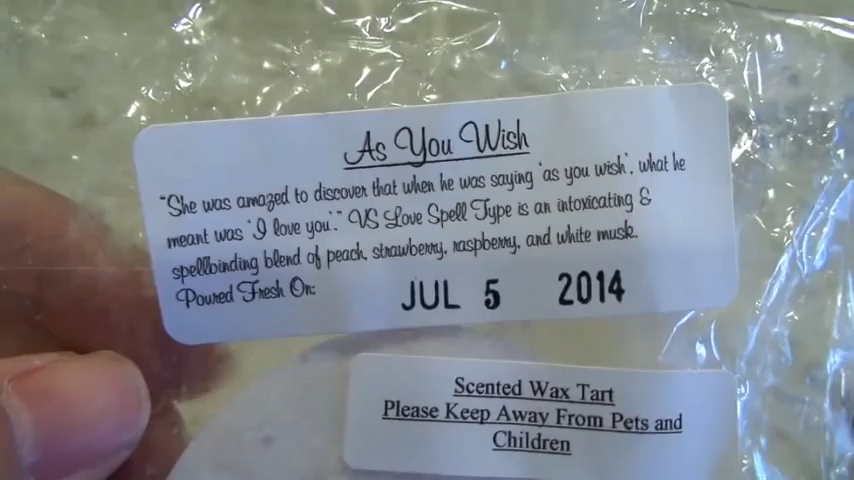 As You Wish
"She was amazed to discover that when he was saying 'as you wish', what he
meant was 'I love you'." VS Love Spell Type is an intoxicating &
spellbinding blend of peach, strawberry, raspberry, and white musk.
Poured Fresh On: JUL 5 2014
Scented Wax Tart
Please Keep Away From Pets and
Children